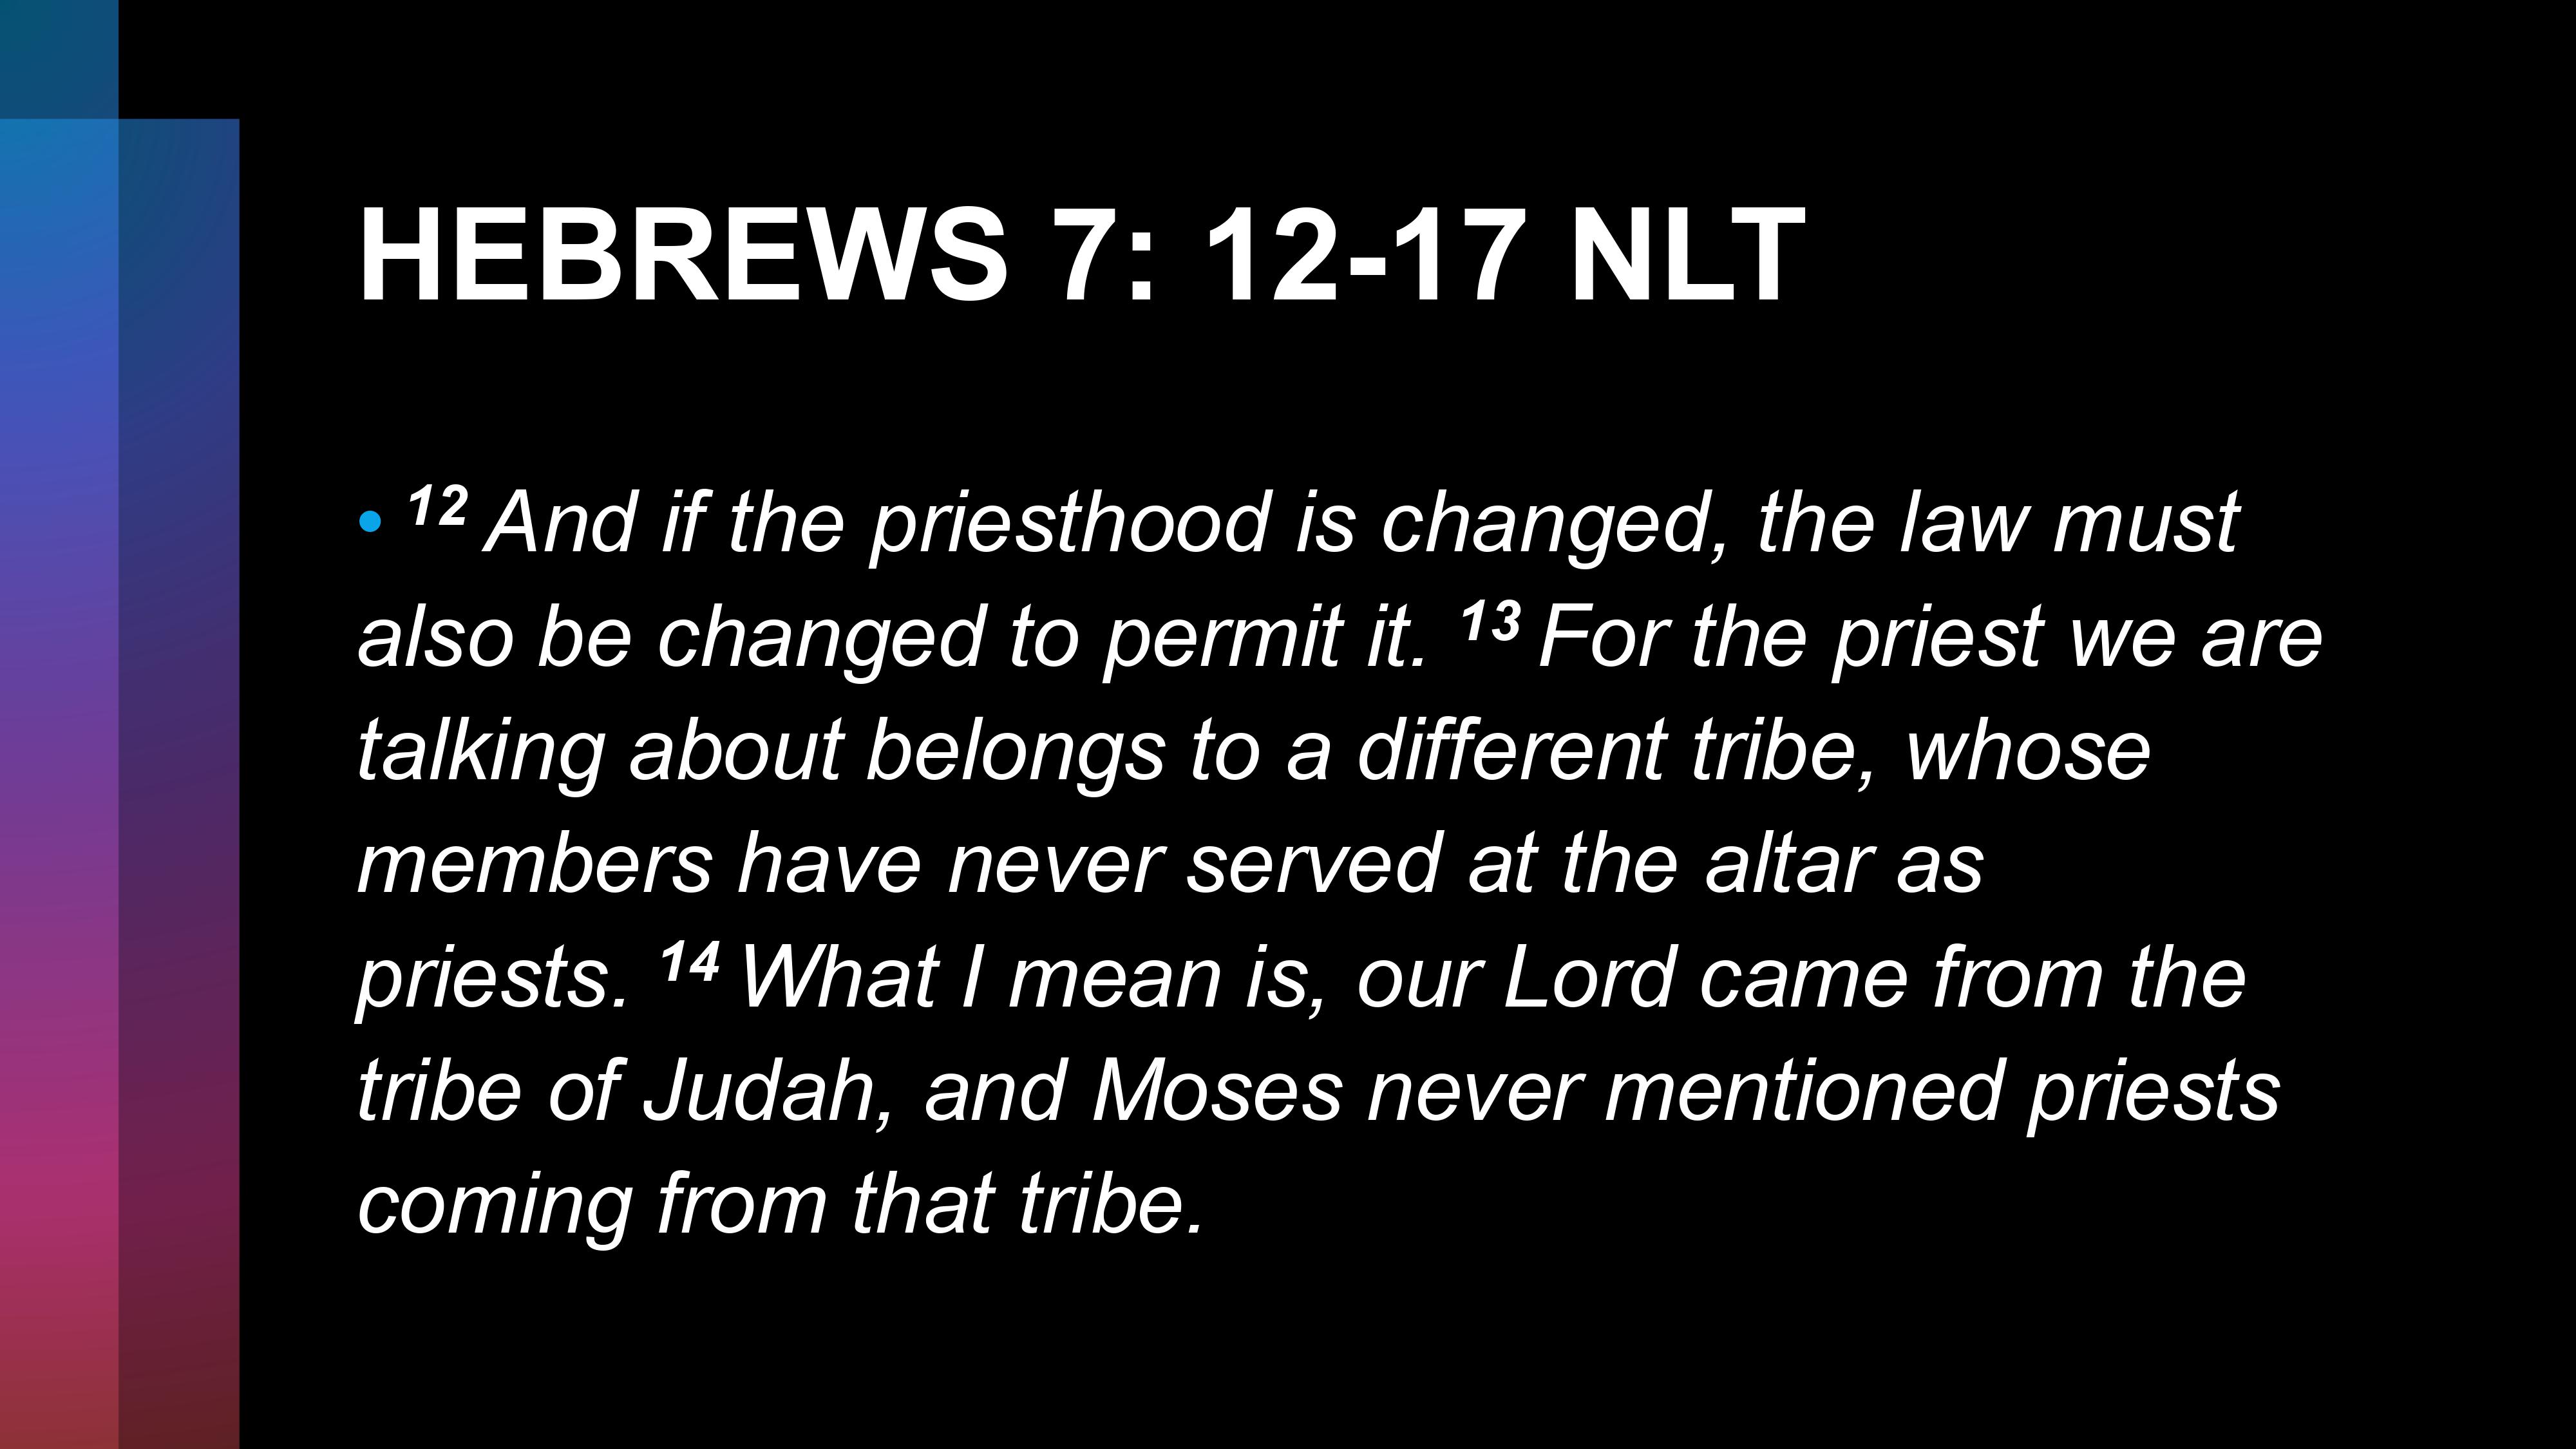 HEBREWS 7: 12-17 NLT
• 12 And if the priesthood is changed, the law must
also be changed to permit it. 13 For the priest we are
talking about belongs to a different tribe, whose
members have never served at the altar as
priests. 14 What I mean is, our Lord came from the
tribe of Judah, and Moses never mentioned priests
coming from that tribe.